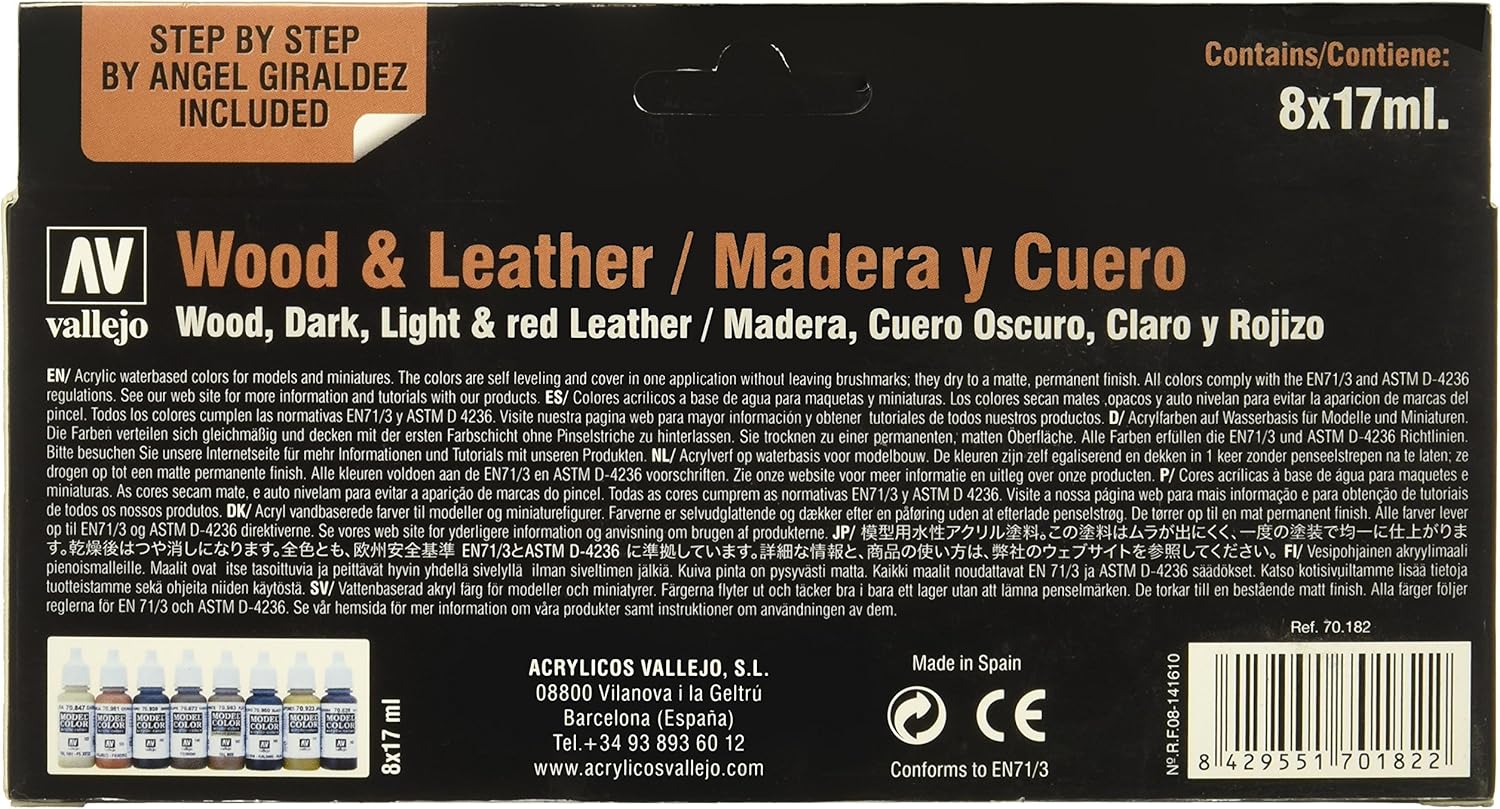 STEP BY STEP
BY ANGEL GIRALDEZ
INCLUDED
Contains/Contiene:
8x17ml.
AV
vallejo
Wood & Leather / Madera y Cuero
Wood, Dark, Light & red Leather / Madera, Cuero Oscuro, Claro y Rojizo
EN/ Acrylic waterbased colors for models and miniatures. The colors are self leveling and cover in one application without leaving brushmarks; they dry to a matte, permanent finish. All colors comply with the EN71/3 and ASTM D-4236
regulations. See our web site for more information and tutorials with our products. ES/ Colores acrilicos a base de agua para maquetas y miniaturas. Los colores secan mates ,opacos y auto nivelan para evitar la aparicion de marcas del
pincel. Todos los colores cumplen las normativas EN71/3 y ASTM D 4236. Visite nuestra pagina web para mayor información y obtener tutoriales de todos nuestros productos. D/ Acrylfarben auf Wasserbasis für Modelle und Miniaturen.
Die Farben verteilen sich gleichmäßig und decken mit der ersten Farbschicht ohne Pinselstriche zu hinterlassen. Sie trocknen zu einer permanenten, matten Oberfläche. Alle Farben erfüllen die EN71/3 und ASTM D-4236 Richtlinien.
Bitte besuchen Sie unsere Internetseite für mehr Informationen und Tutorials mit unseren Produkten. NL/ Acrylverf op waterbasis voor modelbouw. De kleuren zijn zelf egaliserend en dekken in 1 keer zonder penseelstrepen na te laten; ze
drogen op tot een matte permanente finish. Alle kleuren voldoen aan de EN71/3 en ASTM D-4236 voorschriften. Zie onze website voor meer informatie en uitleg over onze producten. P/ Cores acrílicas à base de água para maquetes e
miniaturas. As cores secam mate, e auto nivelam para evitar a aparição de marcas do pincel. Todas as cores cumprem as normativas EN71/3 y ASTM D 4236. Visite a nossa página web para mais informação e para obtenção de tutoriais
de todos os nossos produtos. DK/ Acryl vandbaserede farver til modeller og miniaturefigurer. Farverne er selvudglattende og dækker efter en påføring uden at efterlade penselstrøg. De tørrer op til en mat permanent finish. Alle farver lever
op til EN71/3 og ASTM D-4236 direktiverne. Se vores web site for yderligere information og anvisning om brugen af produkterne. JP/ 模型用水性アクリル塗料。この塗料はムラが出にくく、一度の塗装で均一に仕上がりま
す。乾燥後はつや消しになります。全色とも、欧州安全基準 EN71/3とASTM D-4236 に準拠しています。詳細な情報と、商品の使い方は、弊社のウェブサイトを参照してください。 FI/ Vesipohjainen akryylimaali
pienoismalleille. Maalit ovat itse tasoittuvia ja peittävät hyvin yhdellä sivelyllä ilman siveltimen jälkiä. Kuiva pinta on pysyvästi matta. Kaikki maalit noudattavat EN 71/3 ja ASTM D-4236 säädökset. Katso kotisivuiltamme lisää tietoja
tuotteistamme sekä ohjeita niiden käytöstä. SV/ Vattenbaserad akryl färg för modeller och miniatyrer. Färgerna flyter ut och täcker bra i bara ett lager utan att lämna penselmärken. De torkar till en bestående matt finish. Alla färger följer
reglerna för EN 71/3 och ASTM D-4236. Se vår hemsida för mer information om våra produkter samt instruktioner om användningen av dem.
Ref. 70.182
70.847
70.981
70.950
70.872
70.983
70.923
MODEL COLOR
MODEL COLOR
MODEL COLOR
MODEL COLOR
MODEL COLOR
MODEL COLOR
MODEL COLOR
MODEL COLOR
8x17 ml
ACRYLICOS VALLEJO, S.L.
08800 Vilanova i la Geltrú
Barcelona (España)
Tel.+34 93 893 60 12
www.acrylicosvallejo.com
Made in Spain
CE
Conforms to EN71/3
Nº.R.F.08-141610
8 429551 701822